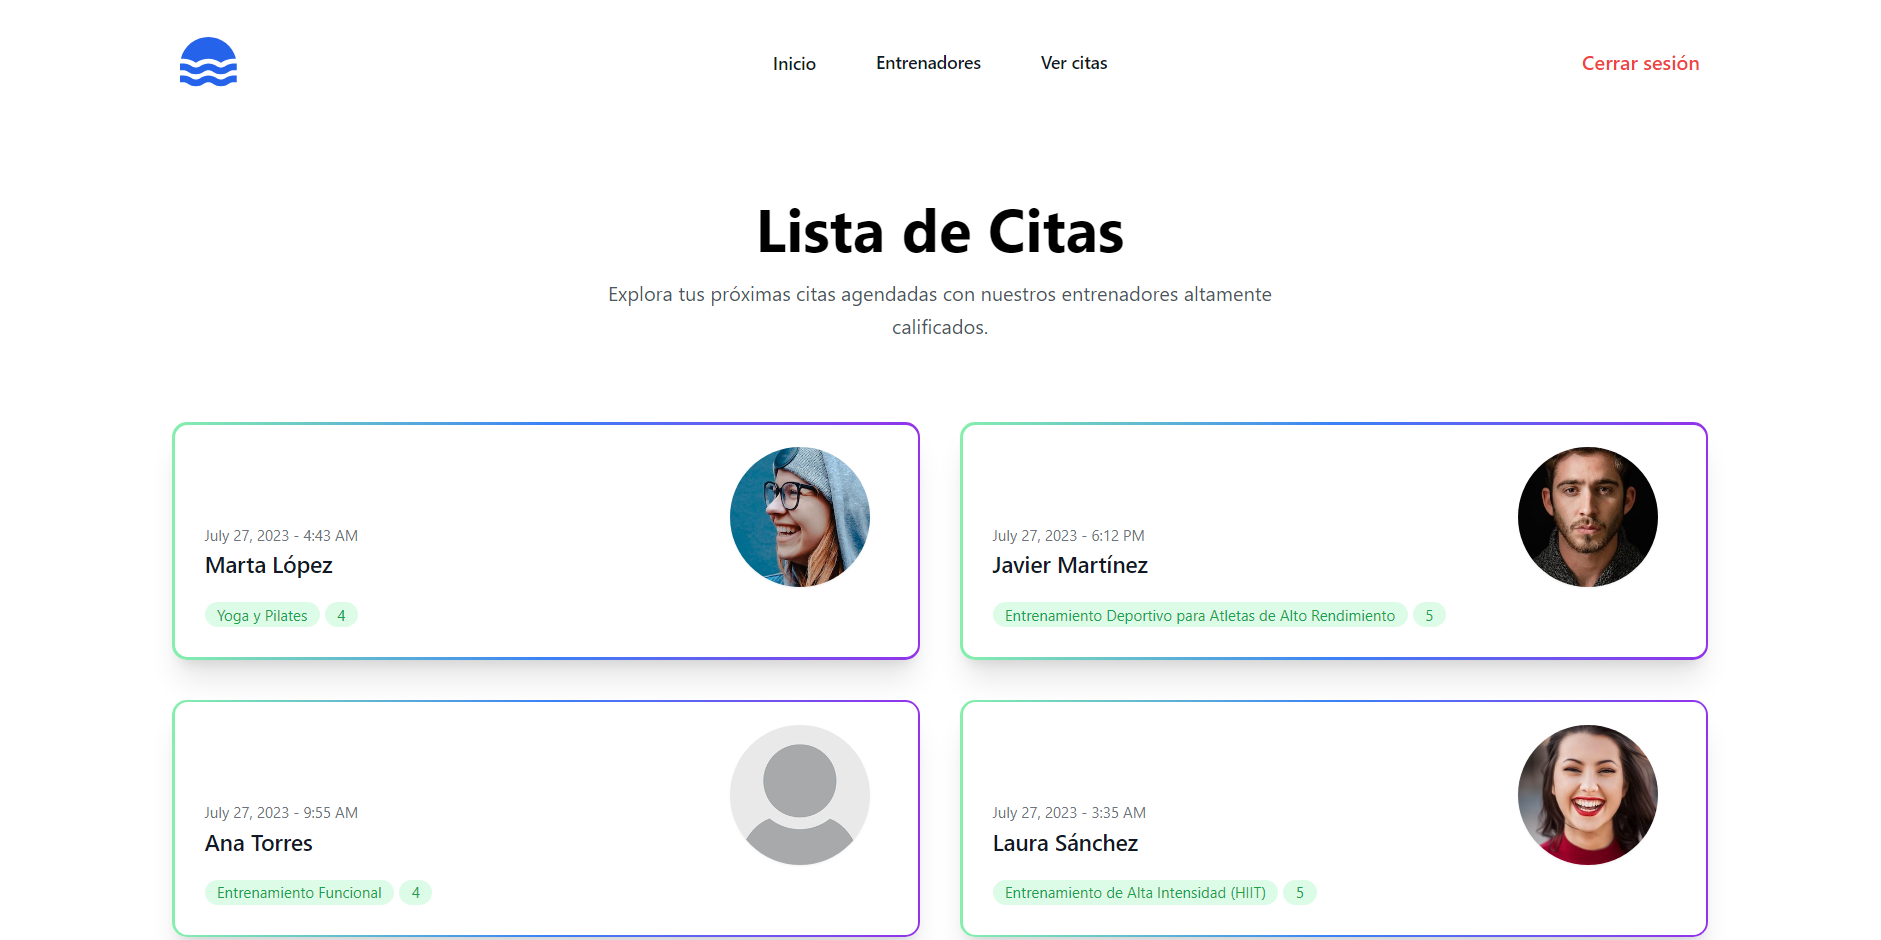 Inicio
Entrenadores
Ver citas
Cerrar sesión
Lista de Citas
Explora tus próximas citas agendadas con nuestros entrenadores altamente
calificados.
July 27, 2023 - 4:43 AM
Marta López
Yoga y Pilates 4
July 27, 2023 - 6:12 PM
Javier Martínez
Entrenamiento Deportivo para Atletas de Alto Rendimiento 5
July 27, 2023 - 9:55 AM
Ana Torres
Entrenamiento Funcional 4
July 27, 2023 - 3:35 AM
Laura Sánchez
Entrenamiento de Alta Intensidad (HIIT) 5